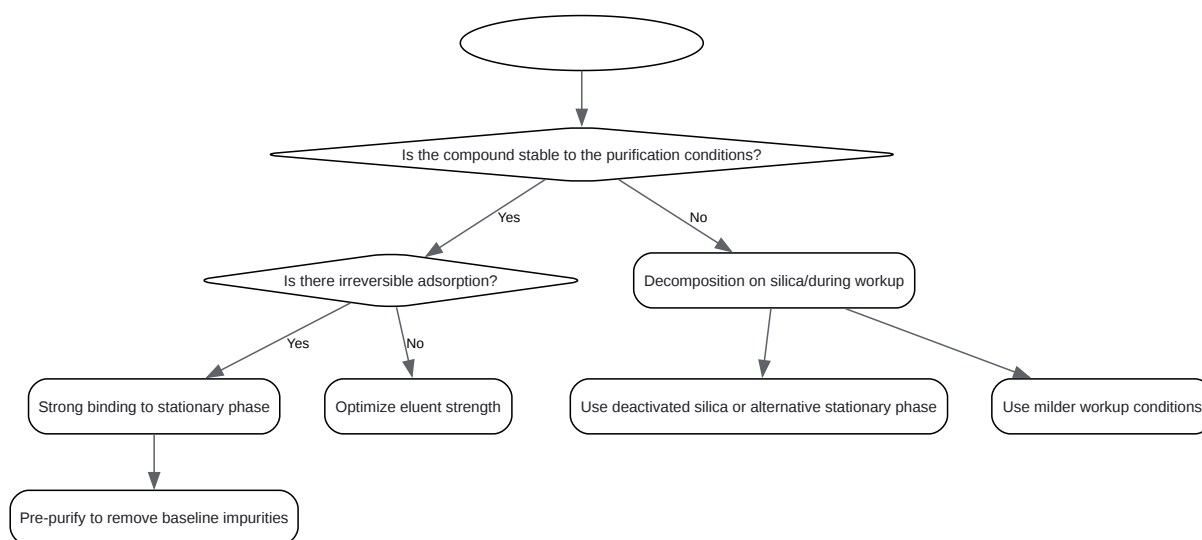 Is the compound stable to the purification conditions?
Yes
No
Is there irreversible adsorption?
Decomposition on silica/during workup
Yes
No
Strong binding to stationary phase
Optimize eluent strength
Use deactivated silica or alternative stationary phase
Use milder workup conditions
Pre-purify to remove baseline impurities